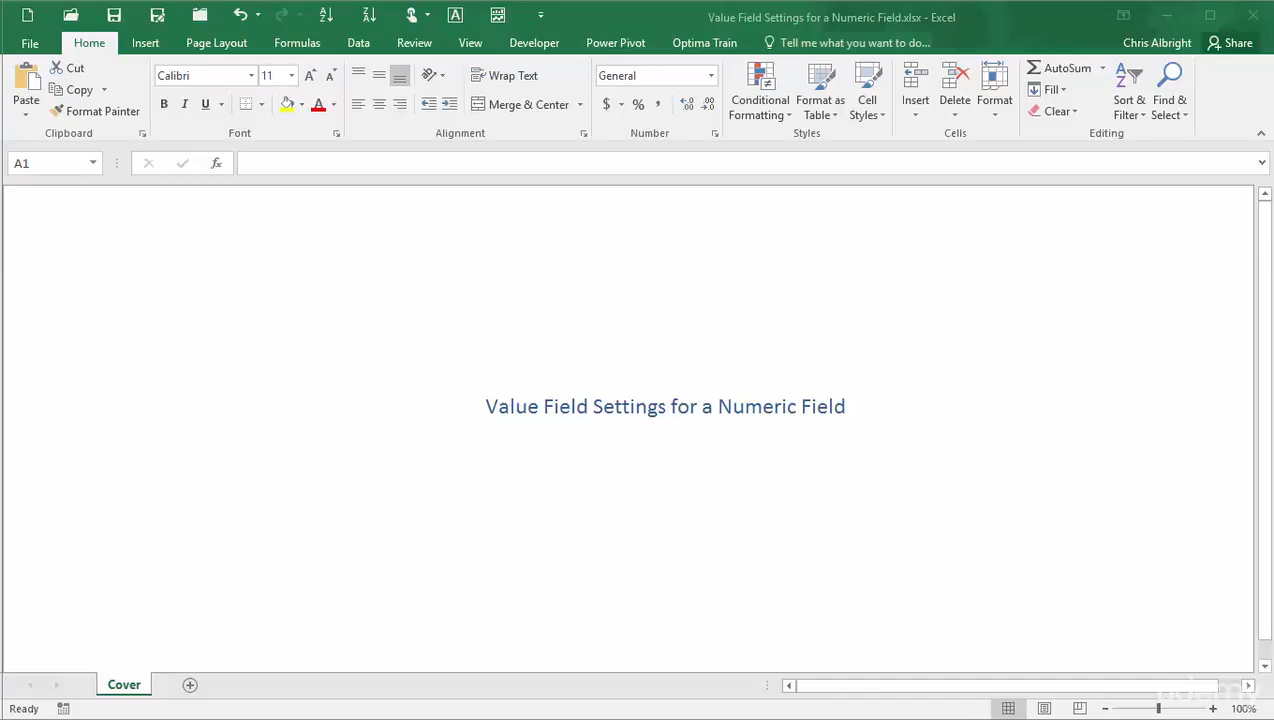 Value Field Settings for a Numeric Field.xlsx - Excel
File Home Insert Page Layout Formulas Data Review View Developer Power Pivot Optima Train Tell me what you want to do... Chris Albright Share
Paste
Cut
Copy
Format Painter
Clipboard
Calibri 11
B I U
Font
Wrap Text
Merge & Center
Alignment
General
$ % ,
Number
Conditional Formatting
Format as Table
Cell Styles
Styles
Insert Delete Format
Cells
AutoSum
Fill
Clear
Sort & Filter
Find & Select
Editing
A1 fx
Value Field Settings for a Numeric Field
Cover
Ready 100%
udemy